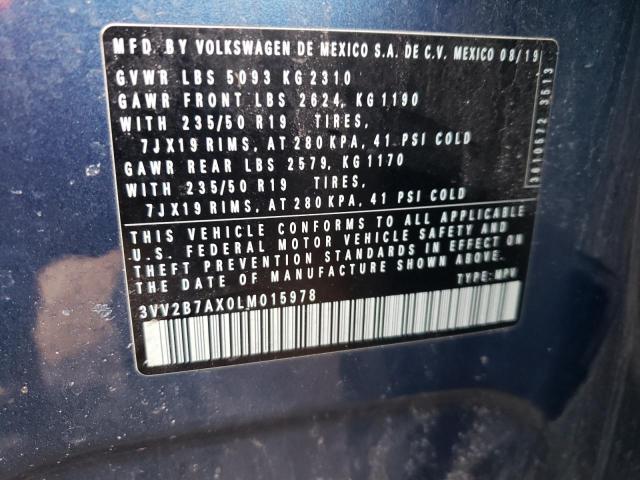 MFD. BY VOLKSWAGEN DE MEXICO S.A. DE C.V. MEXICO 08/19
GVWR LBS 5093 KG 2310
GAWR FRONT LBS 2624, KG 1190
WITH 235/50 R19 TIRES,
7JX19 RIMS, AT 280 KPA, 41 PSI COLD
GAWR REAR LBS 2579, KG 1170
WITH 235/50 R19 TIRES,
7JX19 RIMS, AT 280 KPA, 41 PSI COLD
THIS VEHICLE CONFORMS TO ALL APPLICABLE
U.S. FEDERAL MOTOR VEHICLE SAFETY AND
THEFT PREVENTION STANDARDS IN EFFECT ON
THE DATE OF MANUFACTURE SHOWN ABOVE.
3VV2B7AX0LM015978
TYPE: MPV
3513